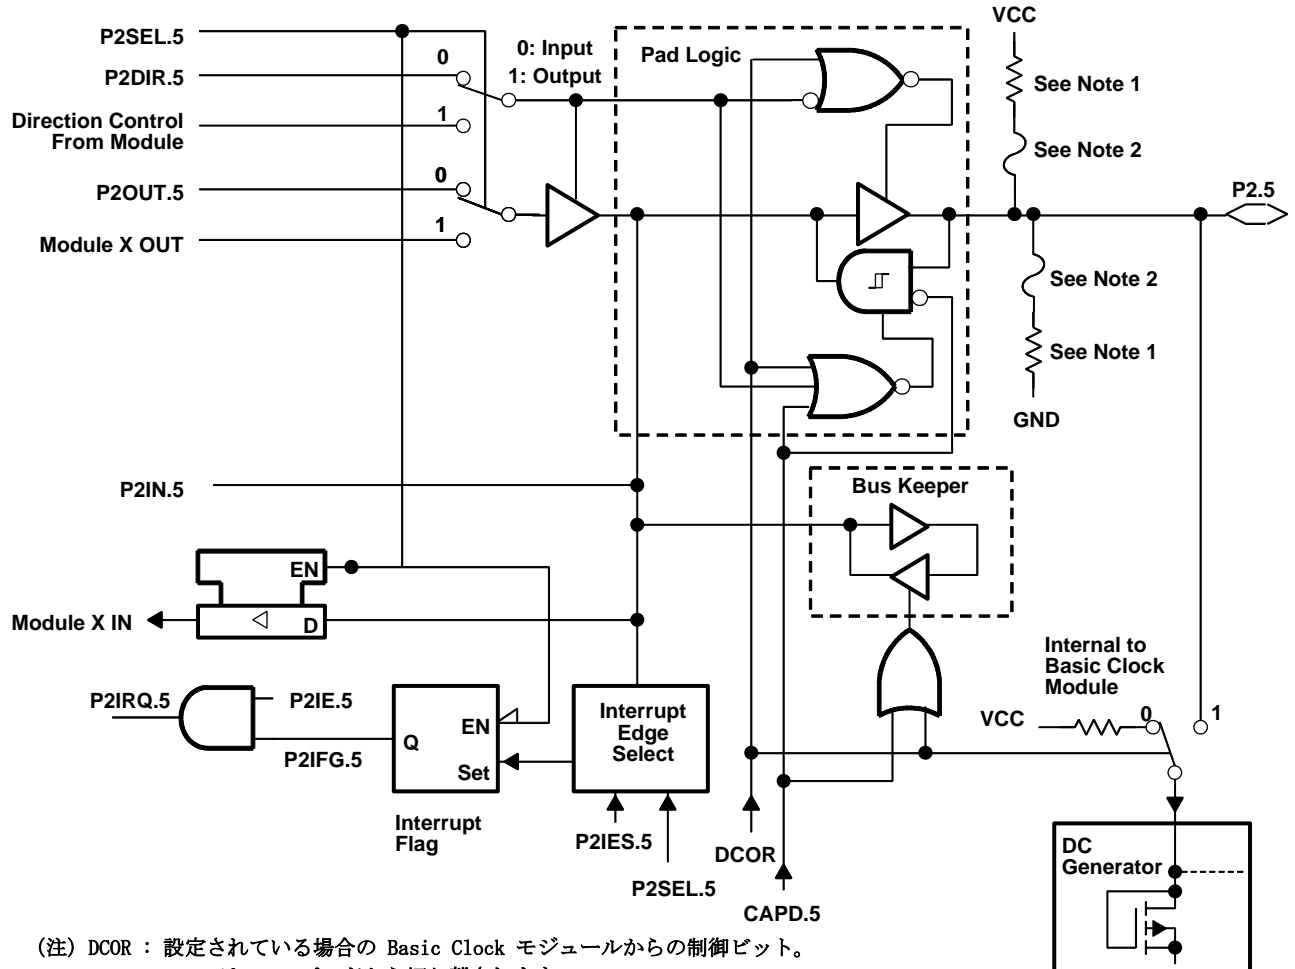 VCC
P2SEL.5
0
0: Input
Pad Logic
P2DIR.5
1: Output
See Note 1
1
Direction Control
From Module
See Note 2
0
P2OUT.5
P2.5
1
Module X OUT
See Note 2
See Note 1
GND
P2IN.5
Bus Keeper
EN
Module X IN
D
Internal to
Basic Clock
Module
P2IRQ.5
P2IE.5
Interrupt
Edge
Select
EN
VCC
0
1
Q
P2IFG.5
Set
Interrupt
Flag
P2IES.5
DCOR
DC
Generator
P2SEL.5
CAPD.5
(注) DCOR : 設定されている場合の Basic Clock モジュールからの制御ビット。